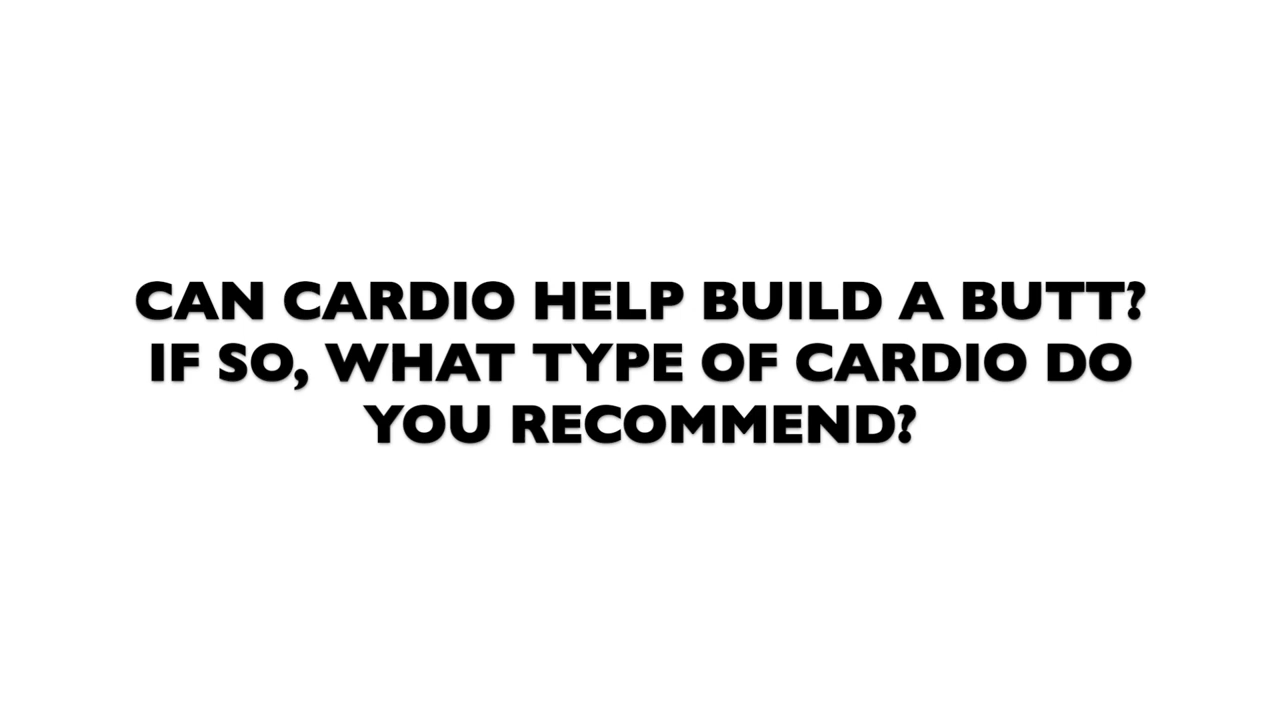 CAN CARDIO HELP BUILD A BUTT?
IF SO, WHAT TYPE OF CARDIO DO
YOU RECOMMEND?